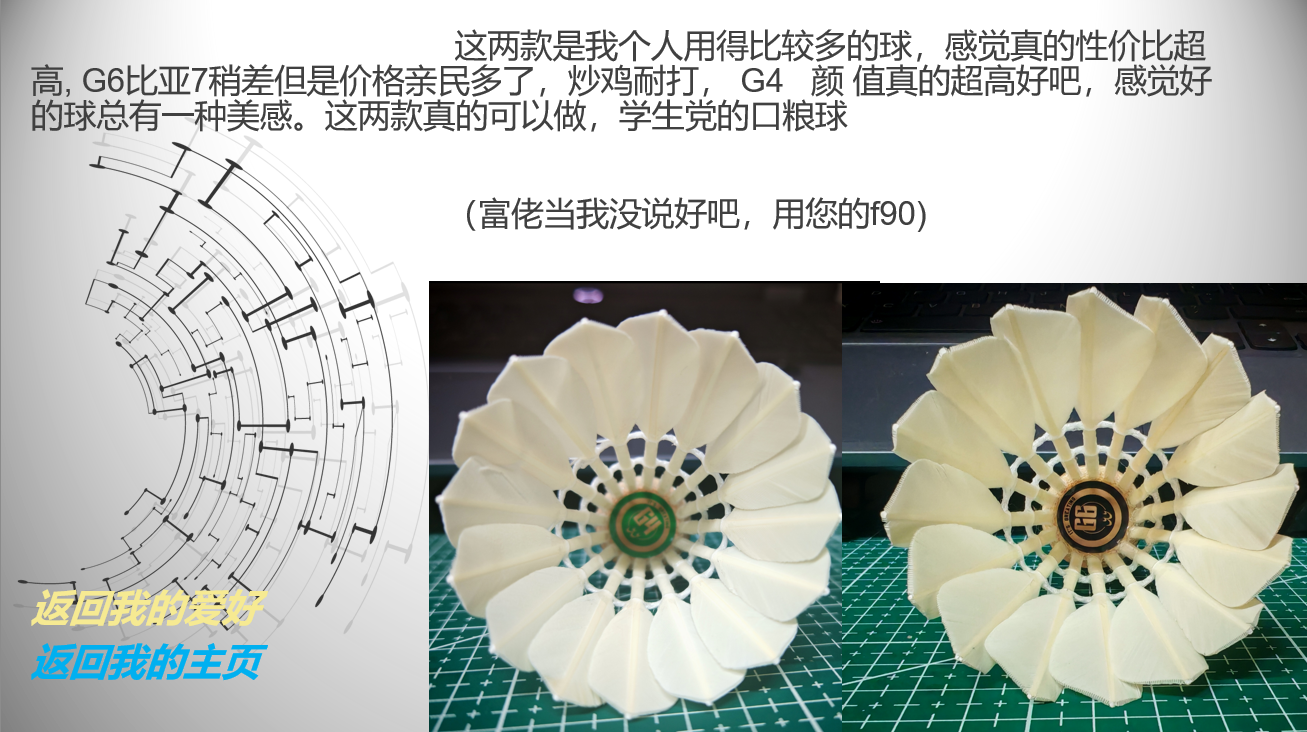 这两款是我个人用得比较多的球，感觉真的性价比超
高, G6比亚7稍差但是价格亲民多了，炒鸡耐打， G4 颜 值真的超高好吧，感觉好
的球总有一种美感。这两款真的可以做，学生党的口粮球
（富佬当我没说好吧，用您的f90)
G4
G6
返回我的爱好
返回我的主页